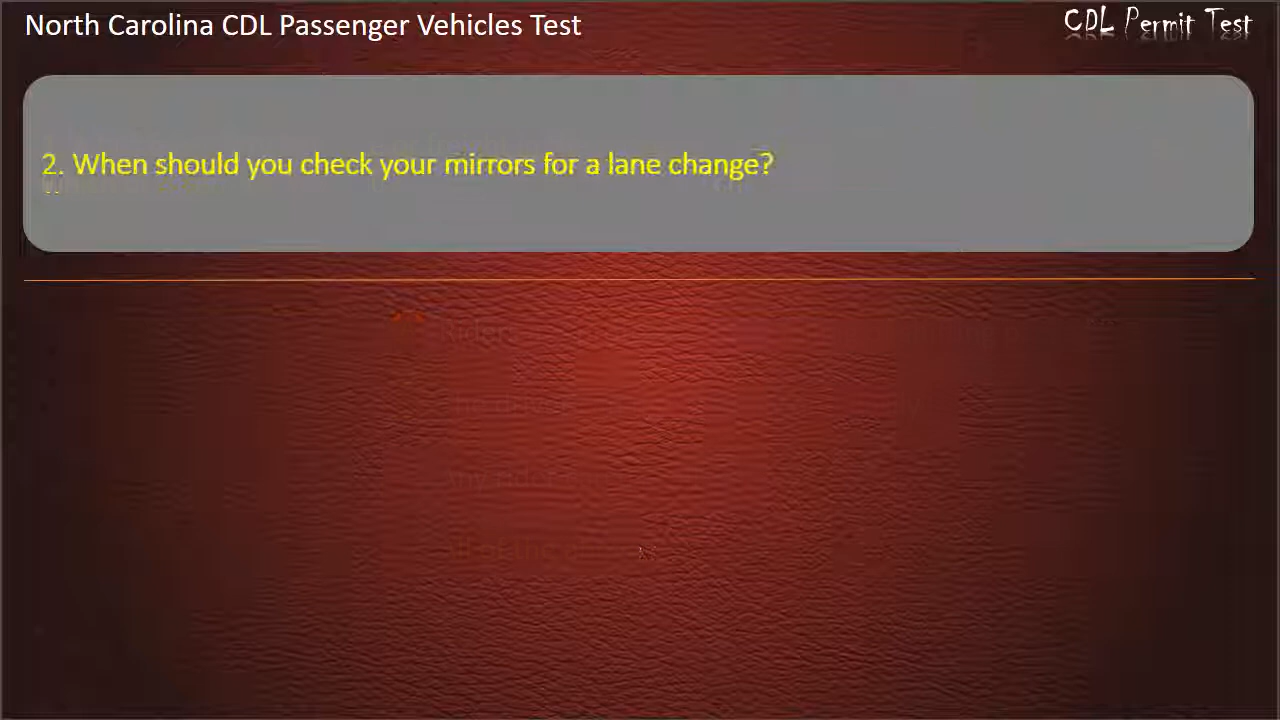 North Carolina CDL Passenger Vehicles Test
CDL Permit Test
2. When should you check your mirrors for a lane change?